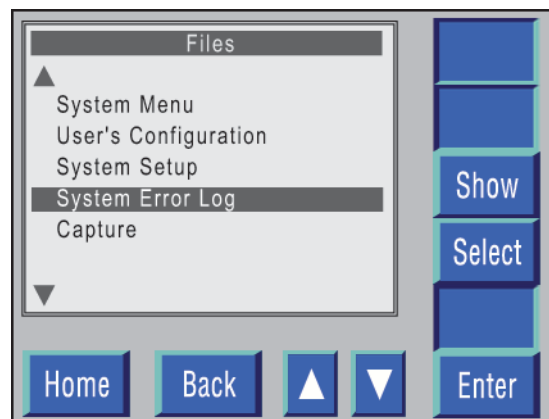 Files
System Menu
User's Configuration
System Setup
System Error Log
Capture
Show
Select
Home
Back
Enter